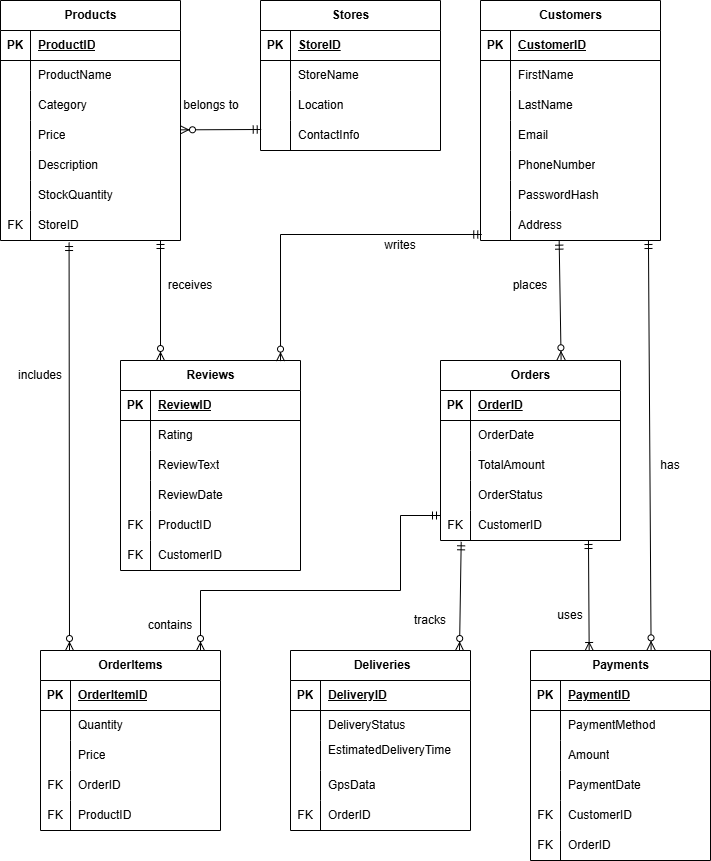 Products
PK ProductID
ProductName
Category
Price
Description
StockQuantity
FK StoreID
belongs to
Stores
PK StoreID
StoreName
Location
ContactInfo
Customers
PK CustomerID
FirstName
LastName
Email
PhoneNumber
PasswordHash
Address
writes
receives
places
includes
has
Reviews
PK ReviewID
Rating
ReviewText
ReviewDate
FK ProductID
FK CustomerID
Orders
PK OrderID
OrderDate
TotalAmount
OrderStatus
FK CustomerID
contains
tracks
uses
OrderItems
PK OrderItemID
Quantity
Price
FK OrderID
FK ProductID
Deliveries
PK DeliveryID
DeliveryStatus
EstimatedDeliveryTime
GpsData
FK OrderID
Payments
PK PaymentID
PaymentMethod
Amount
PaymentDate
FK CustomerID
FK OrderID